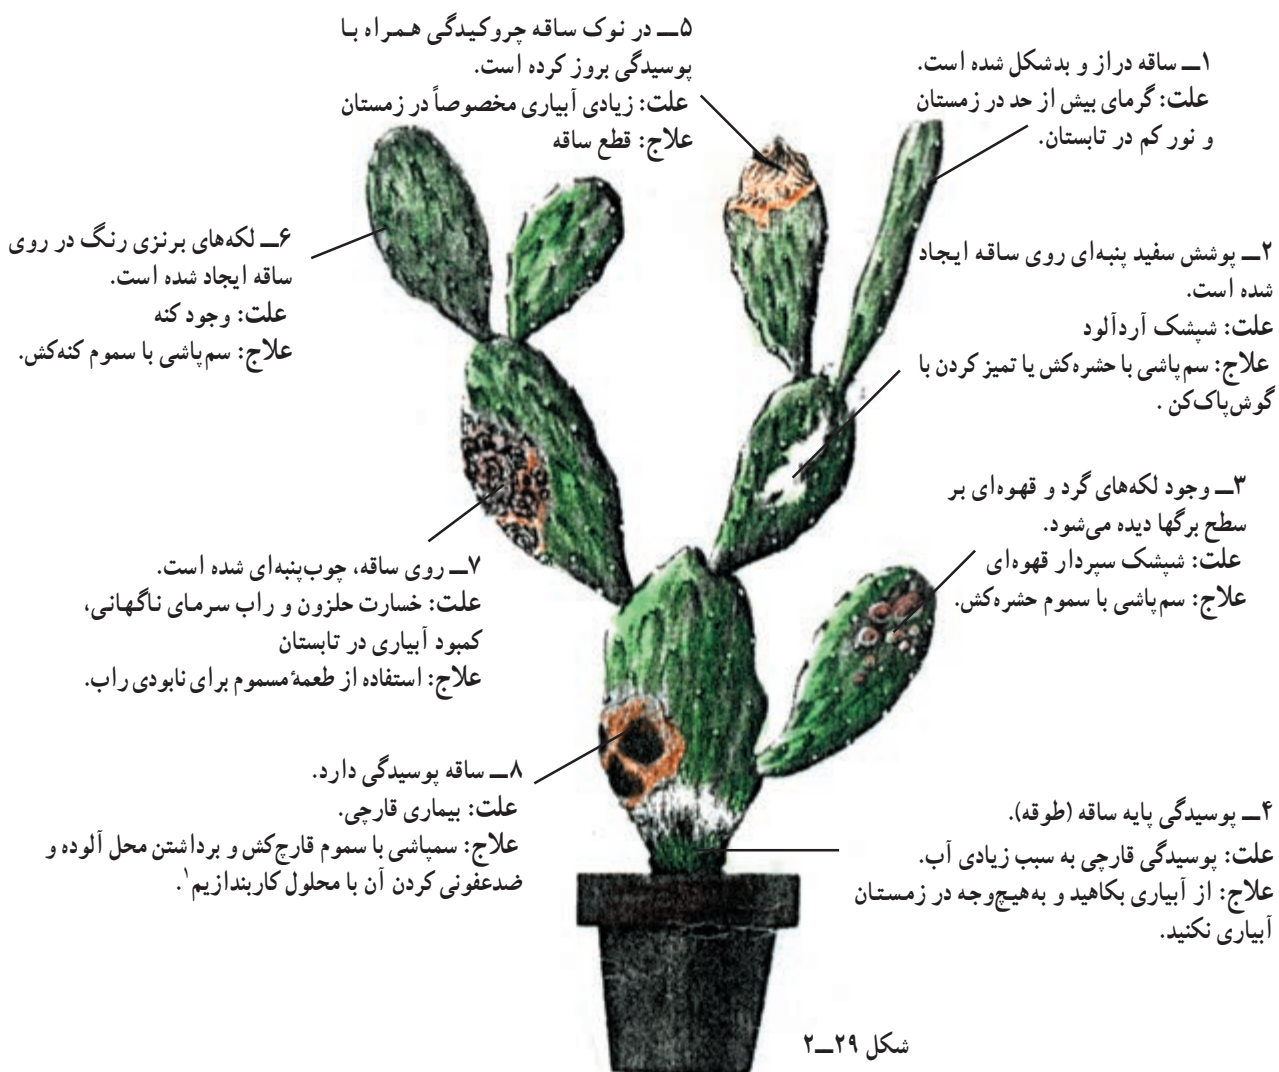 ۱ــ ساقه دراز و بدشکل شده است.
علت: گرمای بیش از حد در زمستان
و نور کم در تابستان.
۲ــ پوشش سفید پنبه‌ای روی ساقه ایجاد
شده است.
علت: شپشک آردآلود
علاج: سم‌پاشی با حشره‌کش یا تمیز کردن با
گوش‌پاک‌کن .
۳ــ وجود لکه‌های گرد و قهوه‌ای بر
سطح برگها دیده می‌شود.
علت: شپشک سپردار قهوه‌ای
علاج: سم‌پاشی با سموم حشره‌کش.
۴ــ پوسیدگی پایه ساقه (طوقه).
علت: پوسیدگی قارچی به سبب زیادی آب.
علاج: از آبیاری بکاهید و به‌هیچ‌وجه در زمستان
آبیاری نکنید.
۵ــ در نوک ساقه چروکیدگی همراه با
پوسیدگی بروز کرده است.
علت: زیادی آبیاری مخصوصاً در زمستان
علاج: قطع ساقه
۶ــ لکه‌های برنزی رنگ در روی
ساقه ایجاد شده است.
علت: وجود کنه
علاج: سم‌پاشی با سموم کنه‌کش.
۷ــ روی ساقه، چوب‌پنبه‌ای شده است.
علت: خسارت حلزون و راب سرمای ناگهانی،
کمبود آبیاری در تابستان
علاج: استفاده از طعمهٔ مسموم برای نابودی راب.
۸ــ ساقه پوسیدگی دارد.
علت: بیماری قارچی.
علاج: سمپاشی با سموم قارچ‌کش و برداشتن محل آلوده و
ضدعفونی کردن آن با محلول کاربندازیم۱.
شکل ۲۹ــ۲